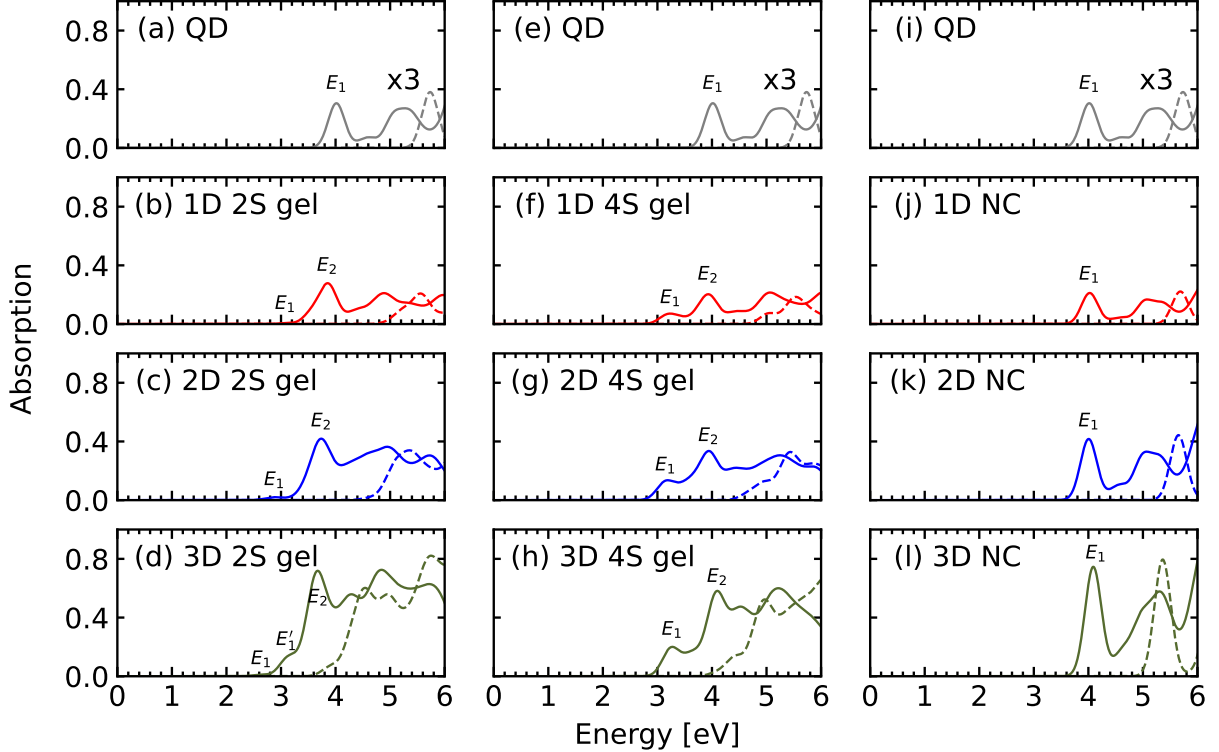 (a) QD
x3
E1
0.8
0.4
0.0
(e) QD
x3
E1
(i) QD
x3
E1
(b) 1D 2S gel
E2
E1
0.8
0.4
0.0
(f) 1D 4S gel
E2
E1
(j) 1D NC
E1
(c) 2D 2S gel
E2
E1
0.8
0.4
0.0
(g) 2D 4S gel
E2
E1
(k) 2D NC
E1
(d) 3D 2S gel
E2
E1′
E1
0.8
0.4
0.0
0 1 2 3 4 5 6
(h) 3D 4S gel
E2
E1
0 1 2 3 4 5 6
(l) 3D NC
E1
0 1 2 3 4 5 6
Absorption
Energy [eV]